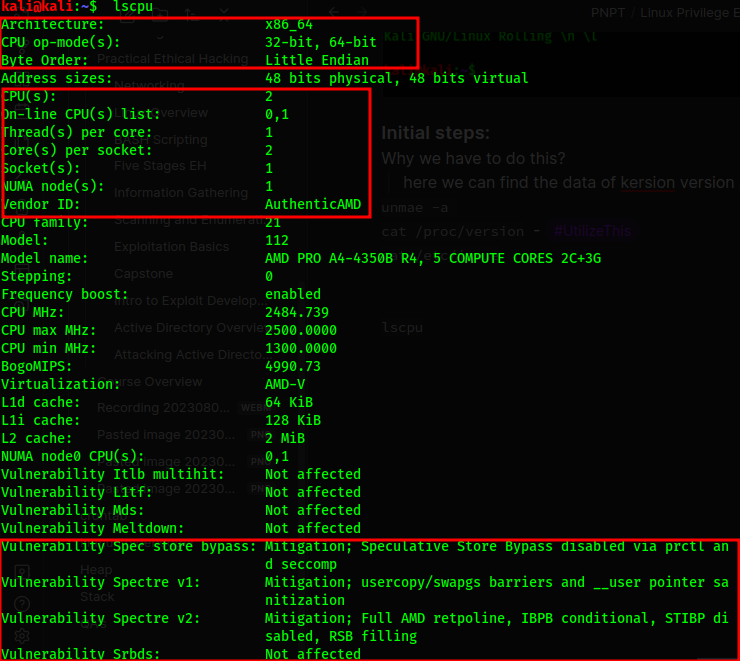 kali@kali:~$ lscpu
Architecture: x86_64
CPU op-mode(s): 32-bit, 64-bit
Byte Order: Little Endian
Address sizes: 48 bits physical, 48 bits virtual
CPU(s): 2
On-line CPU(s) list: 0,1
Thread(s) per core: 1
Core(s) per socket: 2
Socket(s): 1
NUMA node(s): 1
Vendor ID: AuthenticAMD
CPU family: 21
Model: 112
Model name: AMD PRO A4-4350B R4, 5 COMPUTE CORES 2C+3G
Stepping: 0
Frequency boost: enabled
CPU MHz: 2484.739
CPU max MHz: 2500.0000
CPU min MHz: 1300.0000
BogoMIPS: 4990.73
Virtualization: AMD-V
L1d cache: 64 KiB
L1i cache: 128 KiB
L2 cache: 2 MiB
NUMA node0 CPU(s): 0,1
Vulnerability Itlb multihit: Not affected
Vulnerability L1tf: Not affected
Vulnerability Mds: Not affected
Vulnerability Meltdown: Not affected
Vulnerability Spec store bypass: Mitigation; Speculative Store Bypass disabled via prctl an
d seccomp
Vulnerability Spectre v1: Mitigation; usercopy/swapgs barriers and __user pointer sa
nitization
Vulnerability Spectre v2: Mitigation; Full AMD retpoline, IBPB conditional, STIBP di
sabled, RSB filling
Vulnerability Srbds: Not affected
PNPT / Linux Privilege E
Kali GNU/Linux Rolling \n \l
Initial steps:
Why we have to do this?
here we can find the data of kersion version
unmae -a
cat /proc/version - #UtilizeThis
lscpu
Practical Ethical Hacking
Networking
Scripting
Five Stages EH
Information Gathering
Scanning and Enumera
Exploitation Basics
Capstone
Intro to Exploit Develop...
Active Directory Overvie
Attacking Active Directo...
Course Overview
Recording 2023080...
Pasted image 20230...
Pasted image 20230...
Pasted image 20230...
Heap
Stack